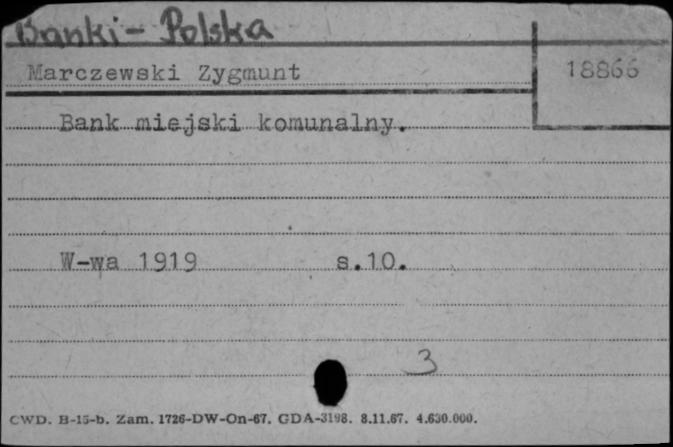 Banki - Polska
Marczewski Zygmunt
18866
Bank miejski komunalny.
W-wa 1919 s.10.
3
CWD. B-15-b. Zam. 1726-DW-On-67. GDA-3198. 8.11.67. 4.630.000.